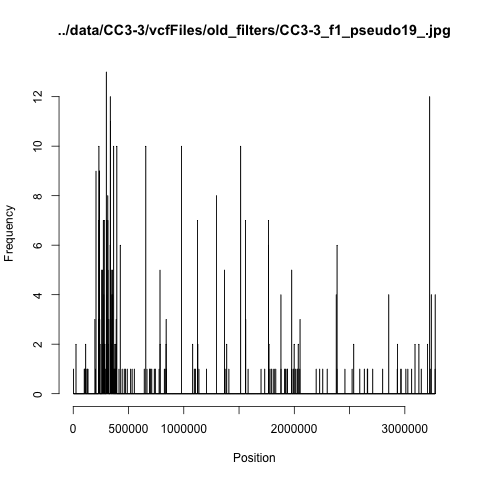 ../data/CC3-3/vcfFiles/old_filters/CC3-3_f1_pseudo19_.jpg
Frequency
12
10
8
6
4
2
0
0 500000 1000000 2000000 3000000
Position